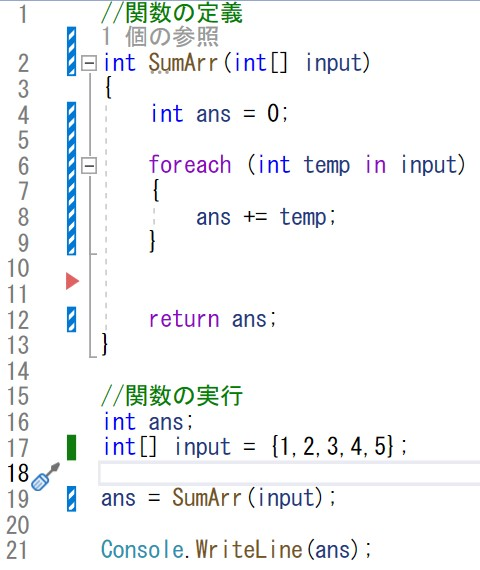 1 //関数の定義
1 個の参照
2 int SumArr(int[] input)
3 {
4 int ans = 0;
5
6 foreach (int temp in input)
7 {
8 ans += temp;
9 }
10
11
12 return ans;
13 }
14
15 //関数の実行
16 int ans;
17 int[] input = {1,2,3,4,5};
18
19 ans = SumArr(input);
20
21 Console.WriteLine(ans);